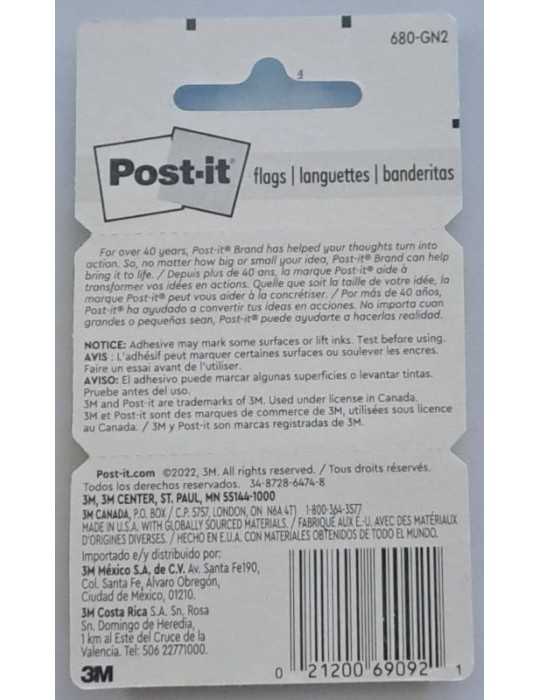 680-GN2
4
Post-it® flags | languettes | banderitas
For over 40 years, Post-it® Brand has helped your thoughts turn into
action. So, no matter how big or small your idea, Post-it® Brand can help
bring it to life. / Depuis plus de 40 ans, la marque Post-it® aide à
transformer vos idées en actions. Quelle que soit la taille de votre idée, la
marque Post-it® peut vous aider à la concrétiser. / Por más de 40 años,
Post-it® ha ayudado a convertir tus ideas en acciones. No importa cuan
grandes o pequeñas sean, Post-it® puede ayudarte a hacerlas realidad.
NOTICE: Adhesive may mark some surfaces or lift inks. Test before using.
AVIS : L'adhésif peut marquer certaines surfaces ou soulever les encres.
Faire un essai avant de l'utiliser.
AVISO: El adhesivo puede marcar algunas superficies o levantar tintas.
Pruebe antes del uso.
3M and Post-it are trademarks of 3M. Used under license in Canada.
3M et Post-it sont des marques de commerce de 3M, utilisées sous licence
au Canada. / 3M y Post-it son marcas registradas de 3M.
Post-it.com ©2022, 3M. All rights reserved. / Tous droits réservés.
Todos los derechos reservados. 34-8728-6474-8
3M, 3M CENTER, ST. PAUL, MN 55144-1000
3M CANADA, P.O. BOX / C.P. 5757, LONDON, ON N6A 4T1 1-800-364-3577
MADE IN U.S.A. WITH GLOBALLY SOURCED MATERIALS. / FABRIQUÉ AUX É.-U. AVEC DES MATÉRIAUX
D'ORIGINES DIVERSES. / HECHO EN E.U.A. CON MATERIALES OBTENIDOS DE TODO EL MUNDO.
Importado e/y distribuido por:
3M México S.A. de C.V. Av. Santa Fe190,
Col. Santa Fe, Álvaro Obregón,
Ciudad de México, 01210.
3M Costa Rica S.A. Sn. Rosa
Sn. Domingo de Heredia,
1 km al Este del Cruce de la
Valencia. Tel: 506 22771000.
3M
0 21200 69092 1